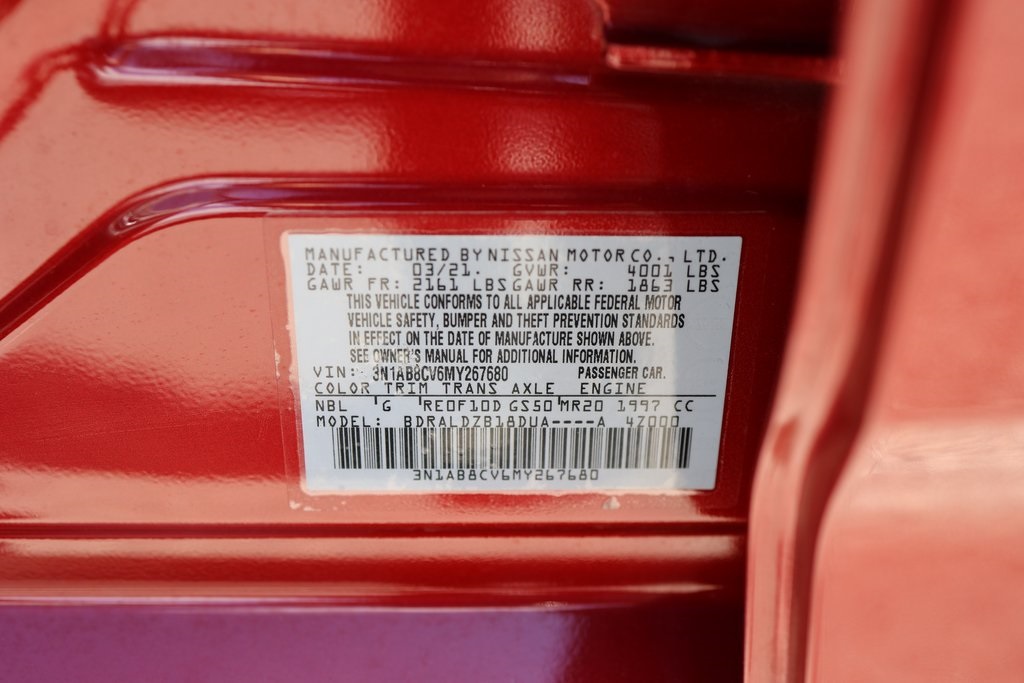 MANUFACTURED BY NISSAN MOTOR CO., LTD.
DATE: 03/21. GVWR: 4001 LBS
GAWR FR: 2161 LBS GAWR RR: 1863 LBS
THIS VEHICLE CONFORMS TO ALL APPLICABLE FEDERAL MOTOR
VEHICLE SAFETY, BUMPER AND THEFT PREVENTION STANDARDS
IN EFFECT ON THE DATE OF MANUFACTURE SHOWN ABOVE.
SEE OWNER'S MANUAL FOR ADDITIONAL INFORMATION.
VIN: 3N1AB8CV6MY267680 PASSENGER CAR.
COLOR TRIM TRANS AXLE ENGINE
NBL G RE0F10D GS50 MR20 1997 CC
MODEL: BDRALDZB18DUA----A 4Z000
3N1AB8CV6MY267680